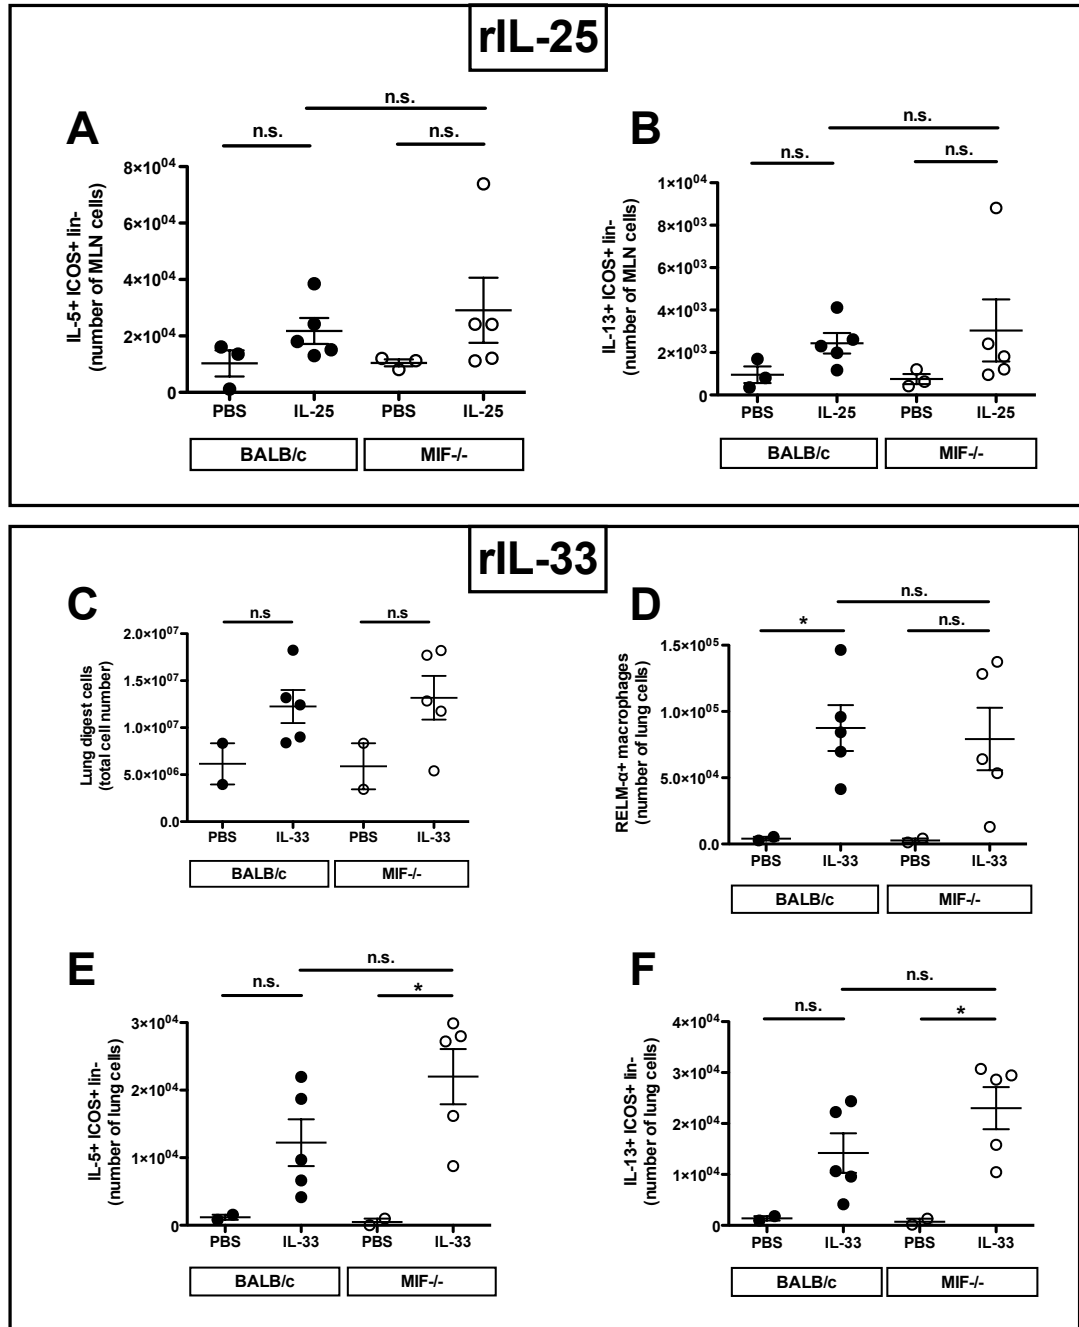 rIL-25
A
n.s.
n.s.
n.s.
IL-5+ ICOS+ lin-
(number of MLN cells)
8×10⁰⁴
6×10⁰⁴
4×10⁰⁴
2×10⁰⁴
0
PBS
IL-25
PBS
IL-25
BALB/c
MIF-/-
B
n.s.
n.s.
n.s.
IL-13+ ICOS+ lin-
(number of MLN cells)
1×10⁰⁴
8×10⁰³
6×10⁰³
4×10⁰³
2×10⁰³
0
PBS
IL-25
PBS
IL-25
BALB/c
MIF-/-
rIL-33
C
n.s
n.s
Lung digest cells
(total cell number)
2.0×10⁰⁷
1.5×10⁰⁷
1.0×10⁰⁷
5.0×10⁰⁶
0.0
PBS
IL-33
PBS
IL-33
BALB/c
MIF-/-
D
n.s.
*
n.s.
RELM-α+ macrophages
(number of lung cells)
1.5×10⁰⁵
1.0×10⁰⁵
5.0×10⁰⁴
0.0
PBS
IL-33
PBS
IL-33
BALB/c
MIF-/-
E
n.s.
n.s.
*
IL-5+ ICOS+ lin-
(number of lung cells)
3×10⁰⁴
2×10⁰⁴
1×10⁰⁴
0
PBS
IL-33
PBS
IL-33
BALB/c
MIF-/-
F
n.s.
n.s.
*
IL-13+ ICOS+ lin-
(number of lung cells)
4×10⁰⁴
3×10⁰⁴
2×10⁰⁴
1×10⁰⁴
0
PBS
IL-33
PBS
IL-33
BALB/c
MIF-/-